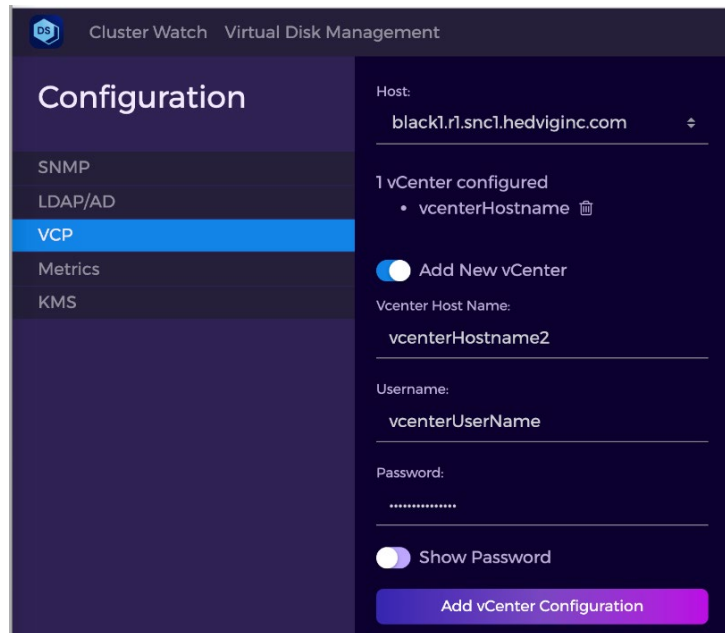 DS
Cluster Watch Virtual Disk Management
Configuration
SNMP
LDAP/AD
VCP
Metrics
KMS
Host:
black1.r1.snc1.hedviginc.com
1 vCenter configured
• vcenterHostname
Add New vCenter
Vcenter Host Name:
vcenterHostname2
Username:
vcenterUserName
Password:
•••••••••••••••
Show Password
Add vCenter Configuration